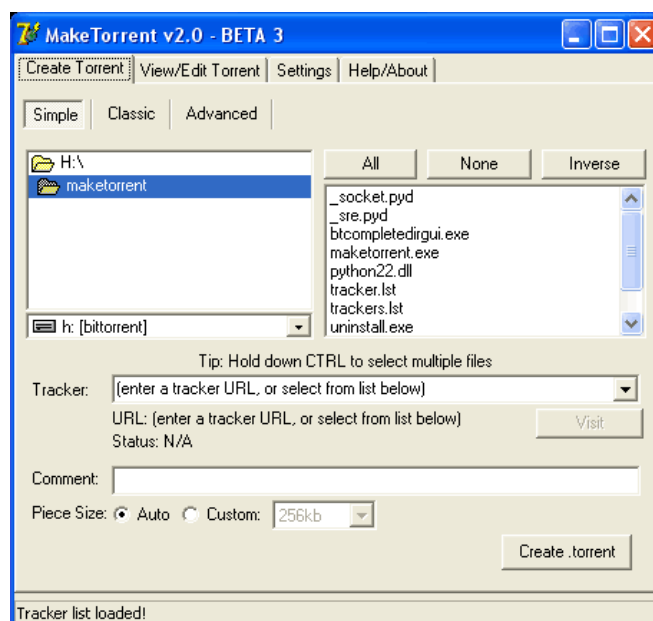 MakeTorrent v2.0 - BETA 3
Create Torrent View/Edit Torrent Settings Help/About
Simple Classic Advanced
H:\
maketorrent
All None Inverse
_socket.pyd
_sre.pyd
btcompletedirgui.exe
maketorrent.exe
python22.dll
tracker.lst
trackers.lst
uninstall.exe
h: [bittorrent]
Tip: Hold down CTRL to select multiple files
Tracker: (enter a tracker URL, or select from list below)
URL: (enter a tracker URL, or select from list below)
Visit
Status: N/A
Comment:
Piece Size: Auto Custom: 256kb
Create .torrent
Tracker list loaded!